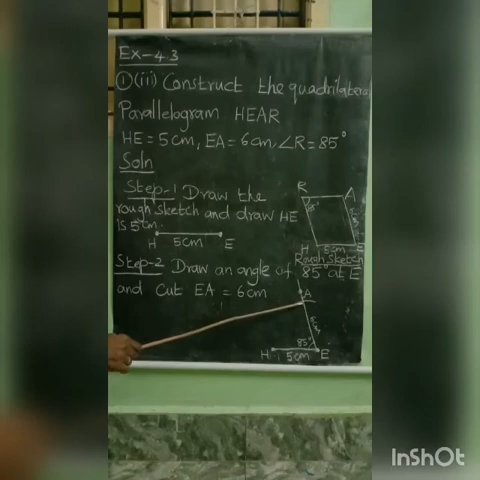 Ex-4.3
① (iii) Construct the quadrilateral
Parallelogram HEAR
HE = 5cm, EA = 6cm, ∠R = 85°
Soln
Step-1 Draw the
rough sketch and draw HE
is 5cm.
H 5cm E
R A
85°
H 5cm E
Rough sketch
Step-2 Draw an angle of 85° at E
and cut EA = 6cm
A
85°
H 5cm E
InShOt